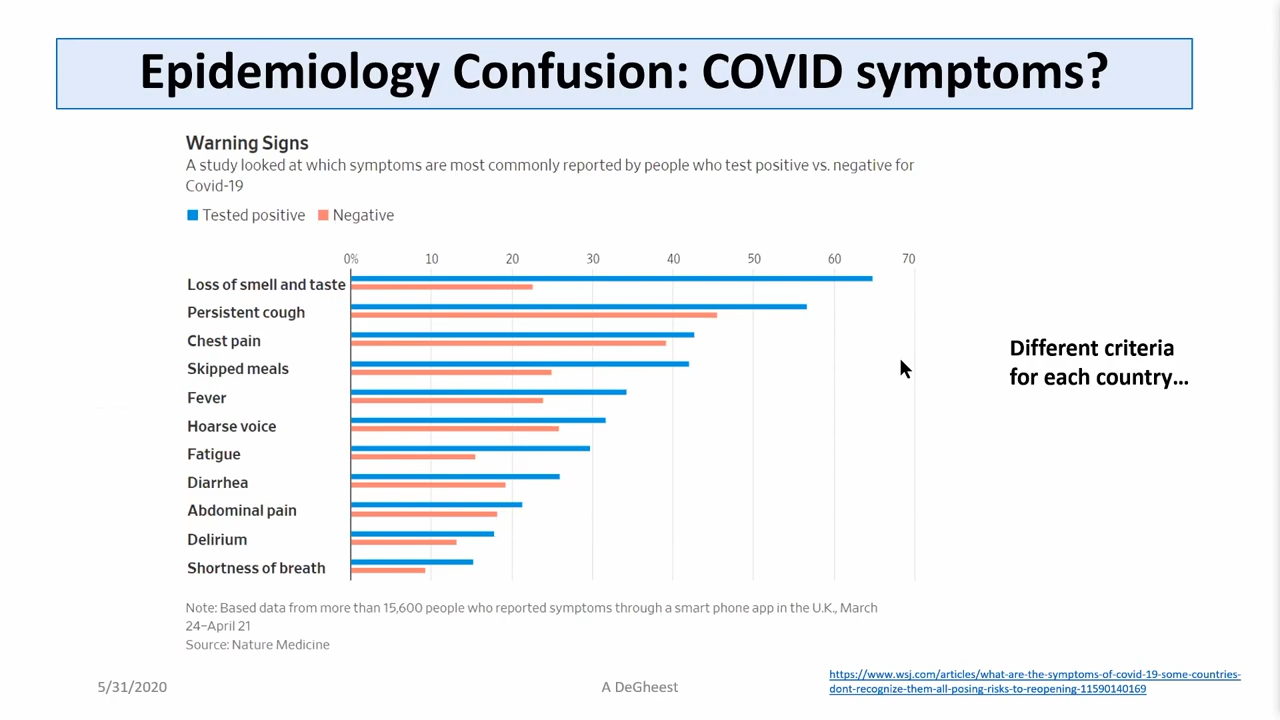 Epidemiology Confusion: COVID symptoms?
Warning Signs
A study looked at which symptoms are most commonly reported by people who test positive vs. negative for
Covid-19
Tested positive Negative
0% 10 20 30 40 50 60 70
Loss of smell and taste
Persistent cough
Chest pain
Skipped meals
Fever
Hoarse voice
Fatigue
Diarrhea
Abdominal pain
Delirium
Shortness of breath
Different criteria
for each country...
Note: Based data from more than 15,600 people who reported symptoms through a smart phone app in the U.K., March
24–April 21
Source: Nature Medicine
5/31/2020
A DeGheest
https://www.wsj.com/articles/what-are-the-symptoms-of-covid-19-some-countries-
dont-recognize-them-all-posing-risks-to-reopening-11590140169